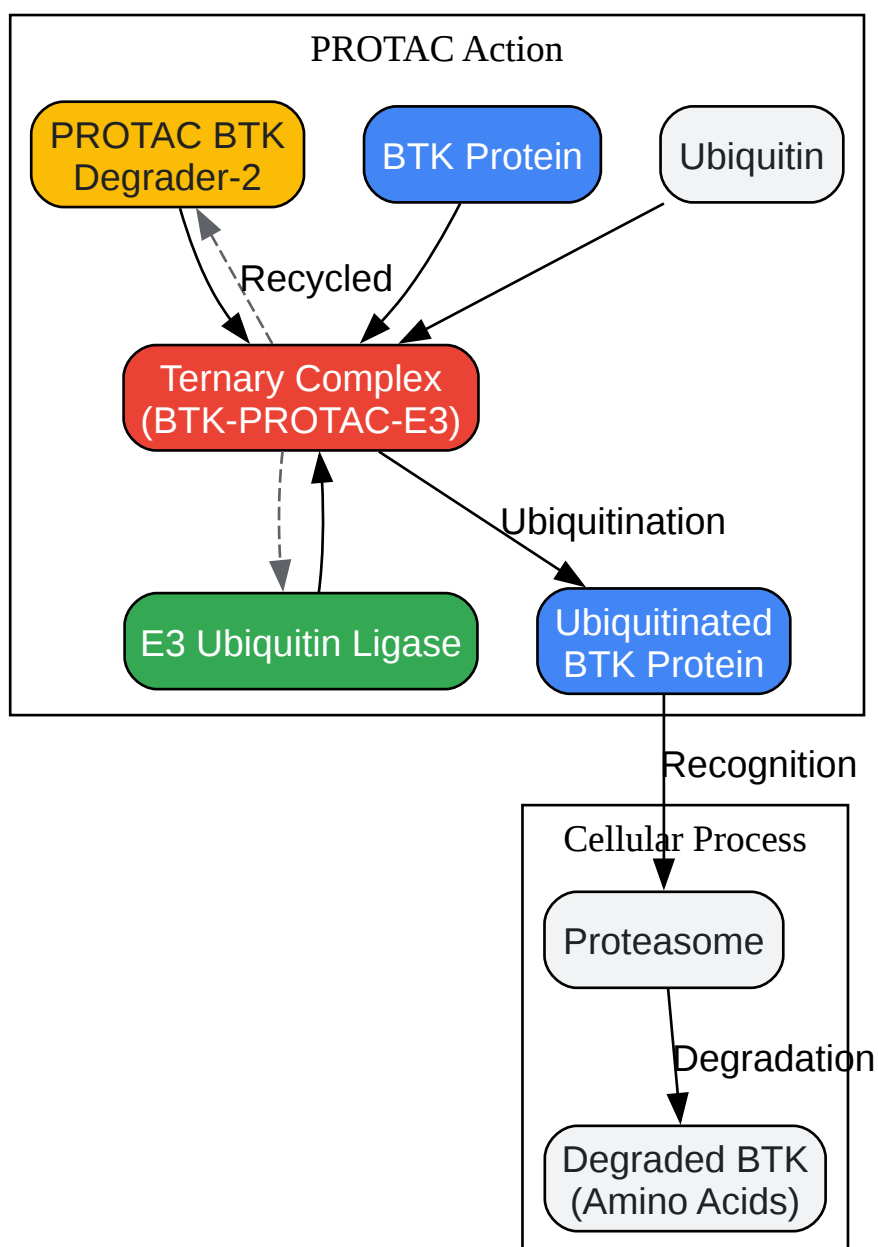 PROTAC Action
PROTAC BTK
Degrader-2
BTK Protein
Ubiquitin
Recycled
Ternary Complex
(BTK-PROTAC-E3)
Ubiquitination
E3 Ubiquitin Ligase
Ubiquitinated
BTK Protein
Recognition
Cellular Process
Proteasome
Degradation
Degraded BTK
(Amino Acids)